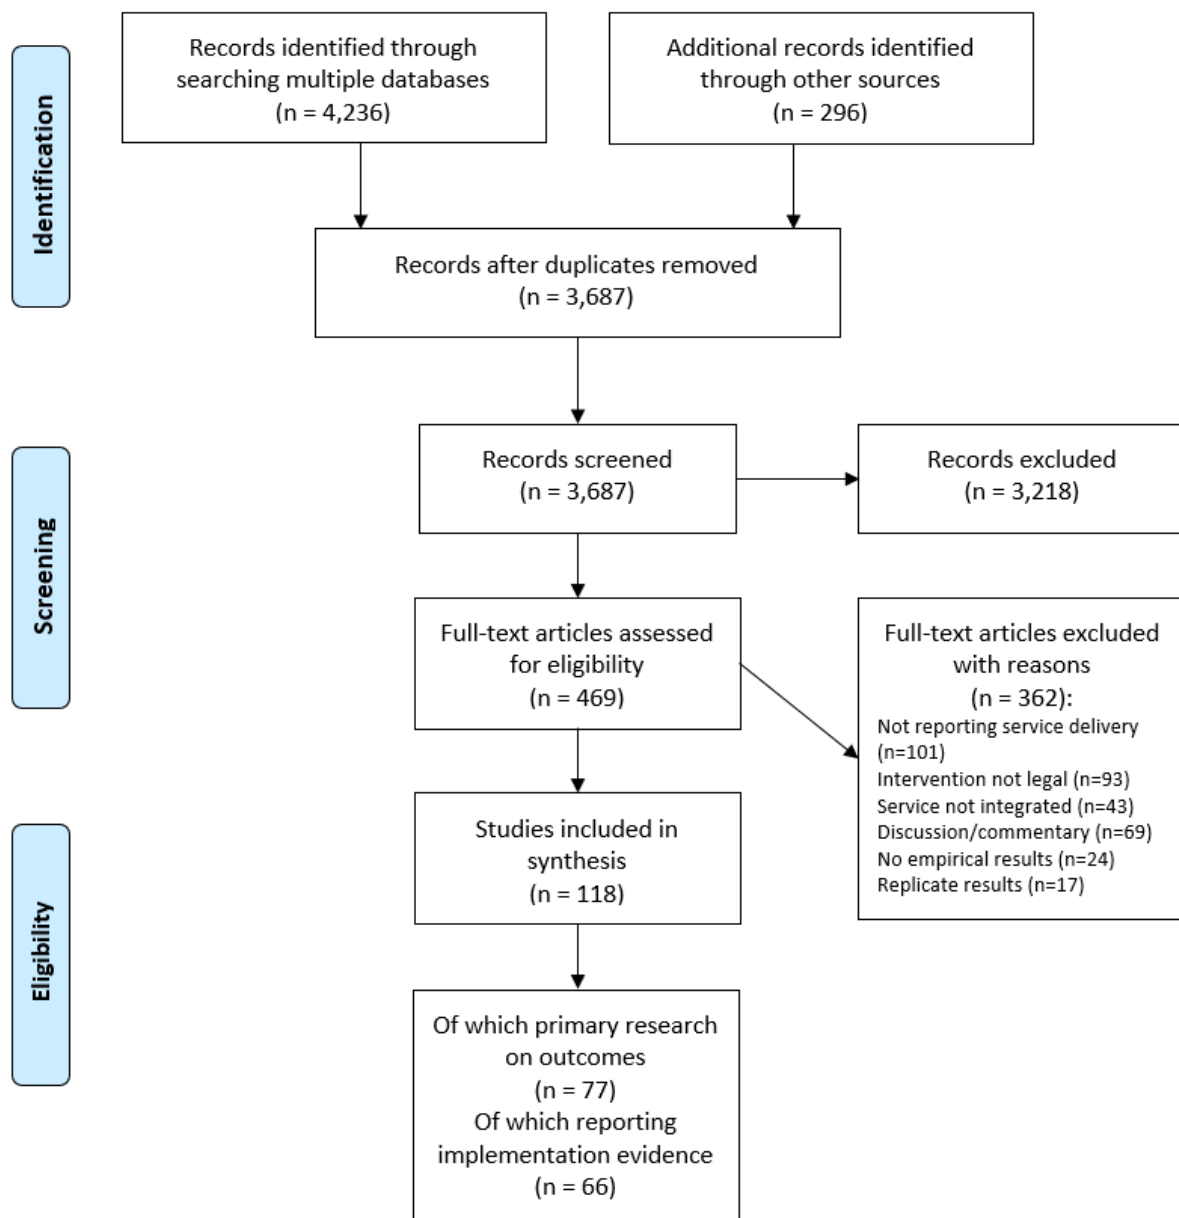 Identification
Records identified through
searching multiple databases
(n = 4,236)
Additional records identified
through other sources
(n = 296)
Records after duplicates removed
(n = 3,687)
Screening
Records screened
(n = 3,687)
Records excluded
(n = 3,218)
Full-text articles assessed
for eligibility
(n = 469)
Full-text articles excluded
with reasons
(n = 362):
Not reporting service delivery
(n=101)
Intervention not legal (n=93)
Service not integrated (n=43)
Discussion/commentary (n=69)
No empirical results (n=24)
Replicate results (n=17)
Eligibility
Studies included in
synthesis
(n = 118)
Of which primary research
on outcomes
(n = 77)
Of which reporting
implementation evidence
(n = 66)